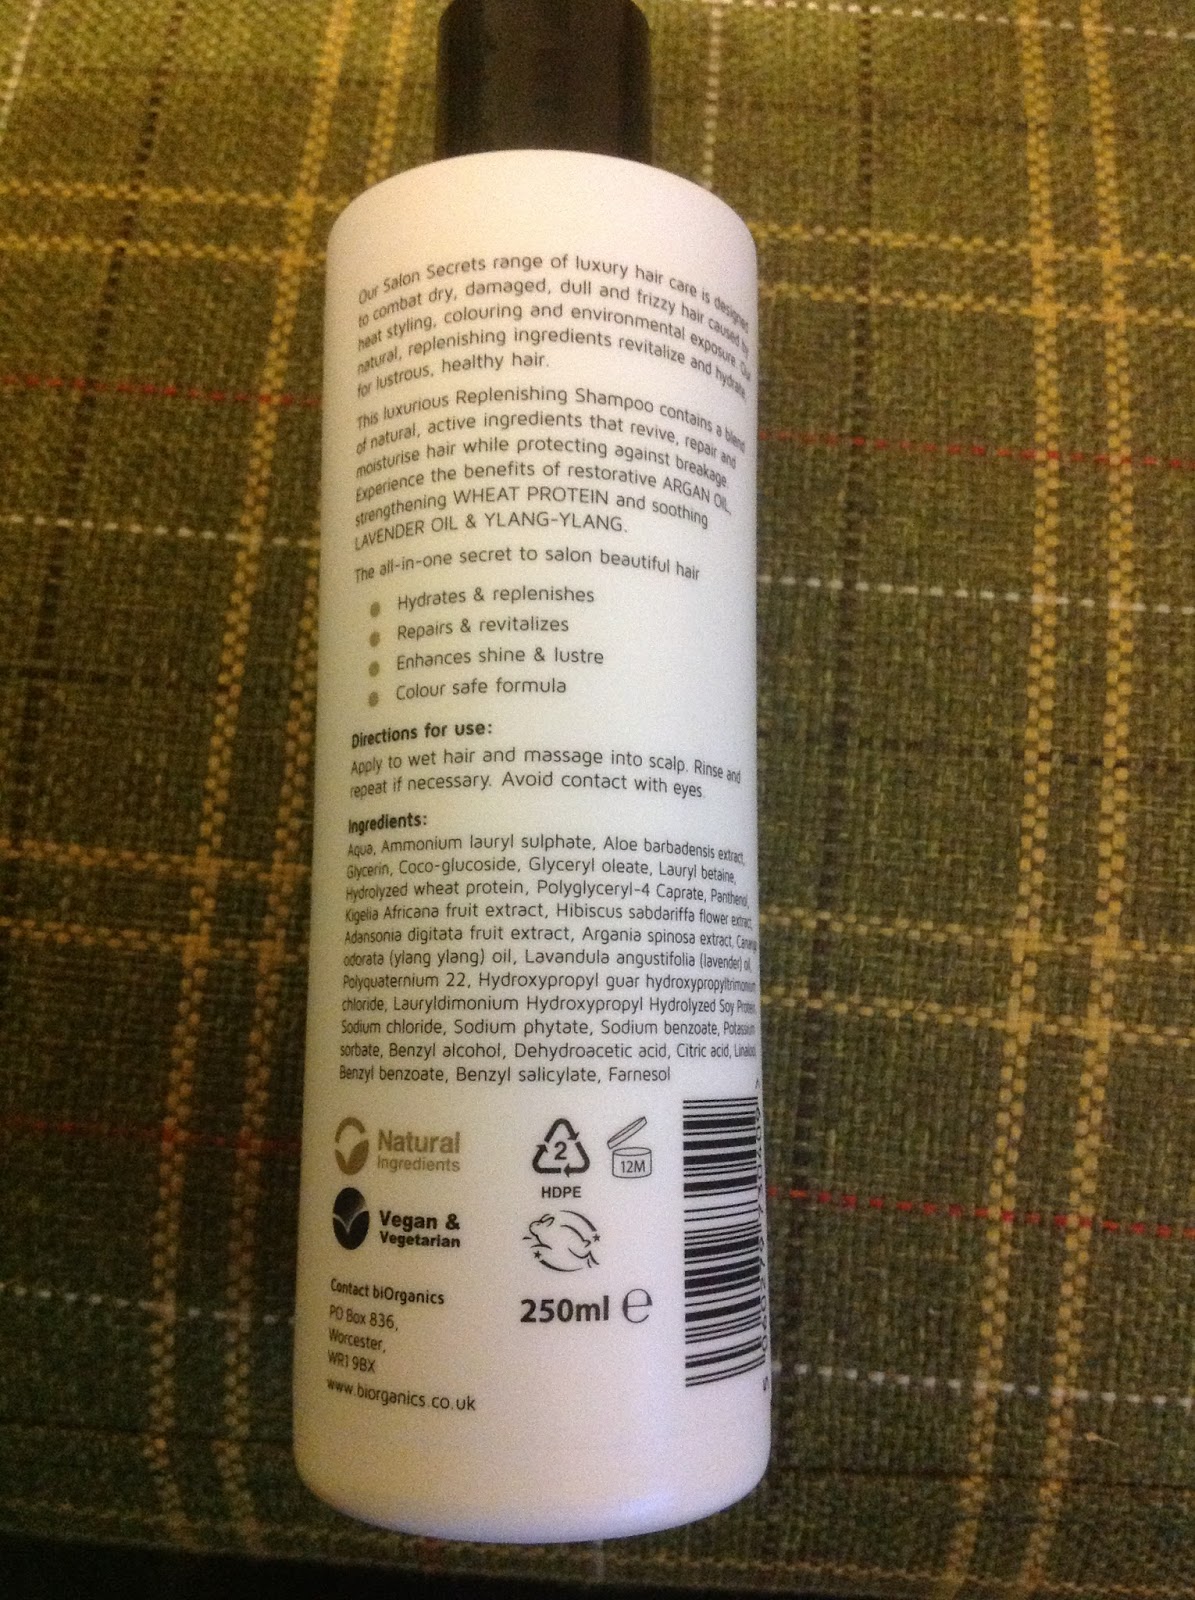 Our Salon Secrets range of luxury hair care is designed
to combat dry, damaged, dull and frizzy hair caused by
heat styling, colouring and environmental exposure. Our
natural, replenishing ingredients revitalize and hydrate,
for lustrous, healthy hair.
This luxurious Replenishing Shampoo contains a blend
of natural, active ingredients that revive, repair and
moisturise hair while protecting against breakage.
Experience the benefits of restorative ARGAN OIL,
strengthening WHEAT PROTEIN and soothing
LAVENDER OIL & YLANG-YLANG.
The all-in-one secret to salon beautiful hair
Hydrates & replenishes
Repairs & revitalizes
Enhances shine & lustre
Colour safe formula
Directions for use:
Apply to wet hair and massage into scalp. Rinse and
repeat if necessary. Avoid contact with eyes.
Ingredients:
Aqua, Ammonium lauryl sulphate, Aloe barbadensis extract,
Glycerin, Coco-glucoside, Glyceryl oleate, Lauryl betaine,
Hydrolyzed wheat protein, Polyglyceryl-4 Caprate, Panthenol,
Kigelia Africana fruit extract, Hibiscus sabdariffa flower extract,
Adansonia digitata fruit extract, Argania spinosa extract, Cananga
odorata (ylang ylang) oil, Lavandula angustifolia (lavender) oil,
Polyquaternium 22, Hydroxypropyl guar hydroxypropyltrimonium
chloride, Lauryldimonium Hydroxypropyl Hydrolyzed Soy Protein,
Sodium chloride, Sodium phytate, Sodium benzoate, Potassium
sorbate, Benzyl alcohol, Dehydroacetic acid, Citric acid, Linalool,
Benzyl benzoate, Benzyl salicylate, Farnesol
Natural
Ingredients
2
HDPE
12M
Vegan &
Vegetarian
Contact biOrganics
PO Box 836,
Worcester,
WR1 9BX
www.biorganics.co.uk
250ml e